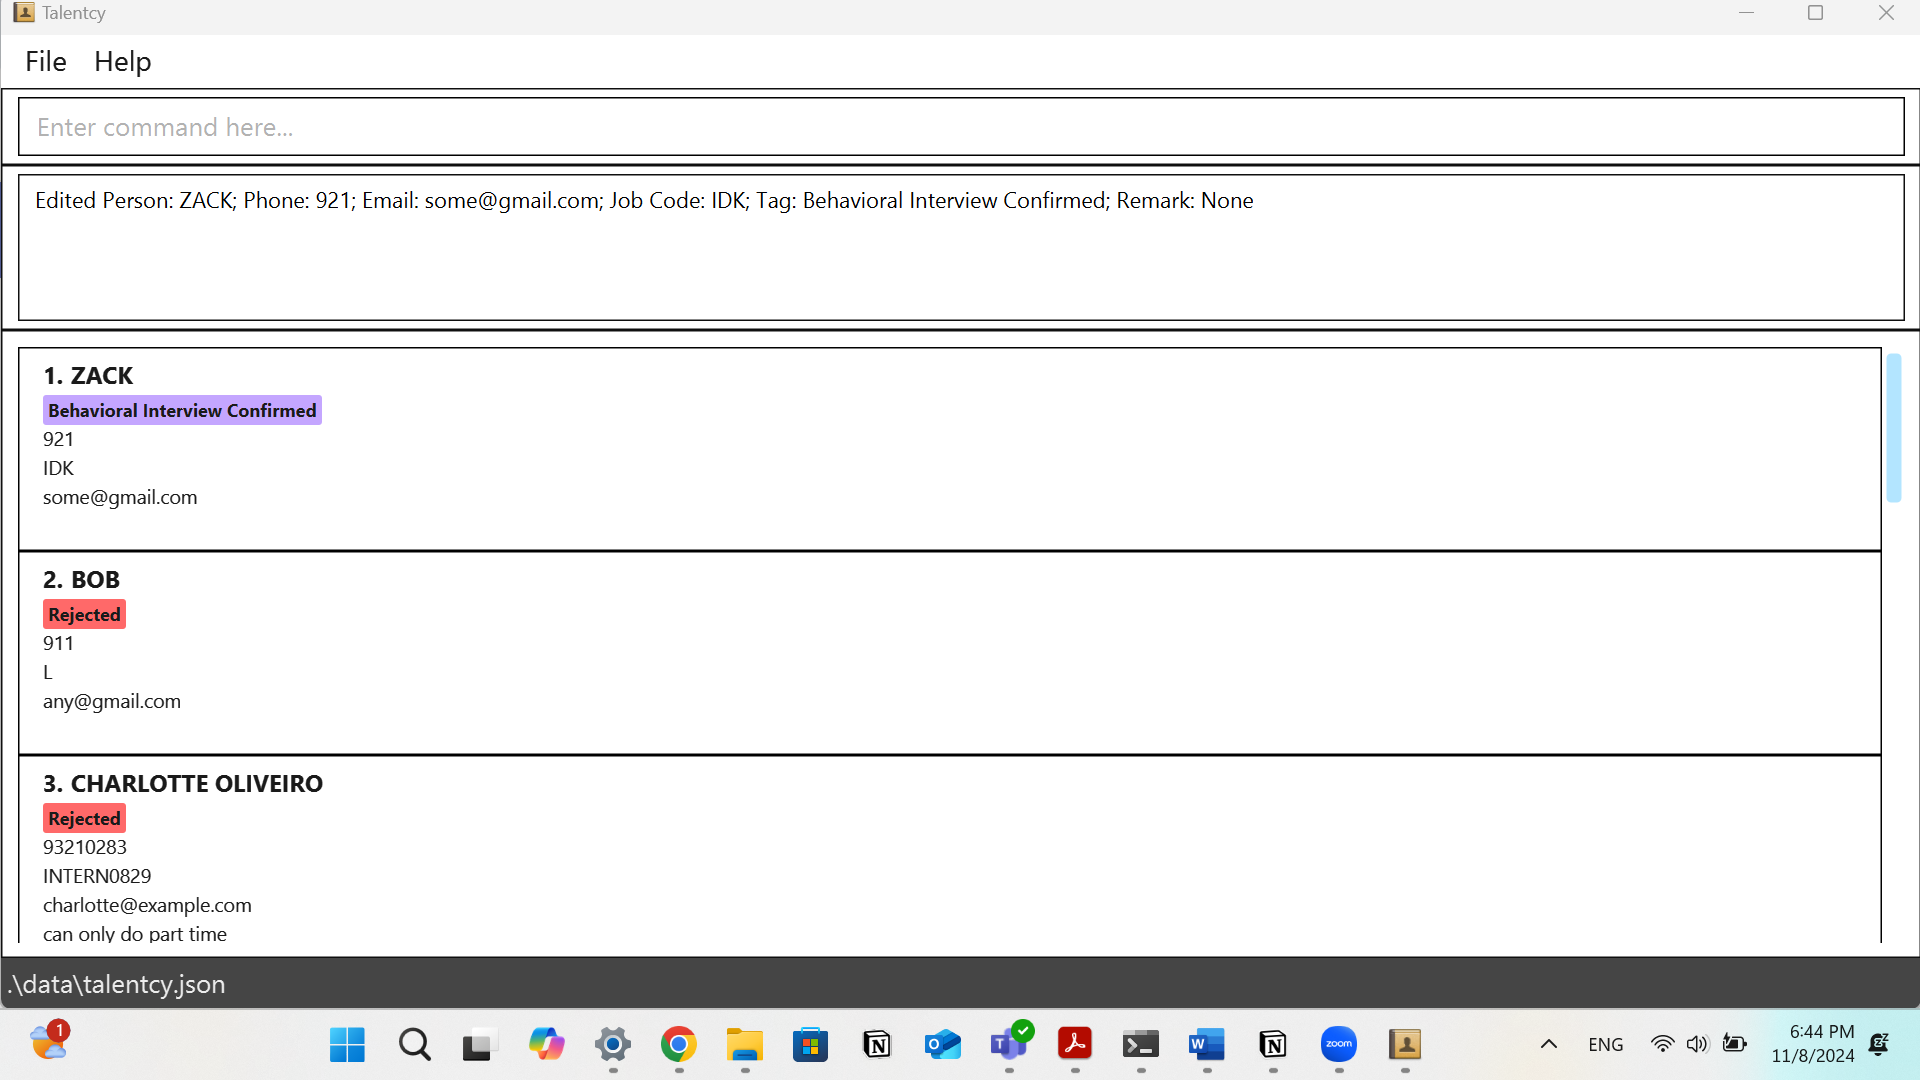 Talentcy
File Help
Enter command here...
Edited Person: ZACK; Phone: 921; Email: some@gmail.com; Job Code: IDK; Tag: Behavioral Interview Confirmed; Remark: None
1. ZACK
Behavioral Interview Confirmed
921
IDK
some@gmail.com
2. BOB
Rejected
911
L
any@gmail.com
3. CHARLOTTE OLIVEIRO
Rejected
93210283
INTERN0829
charlotte@example.com
can only do part time
.\data\talentcy.json
1
zoom
ENG
6:44 PM
11/8/2024